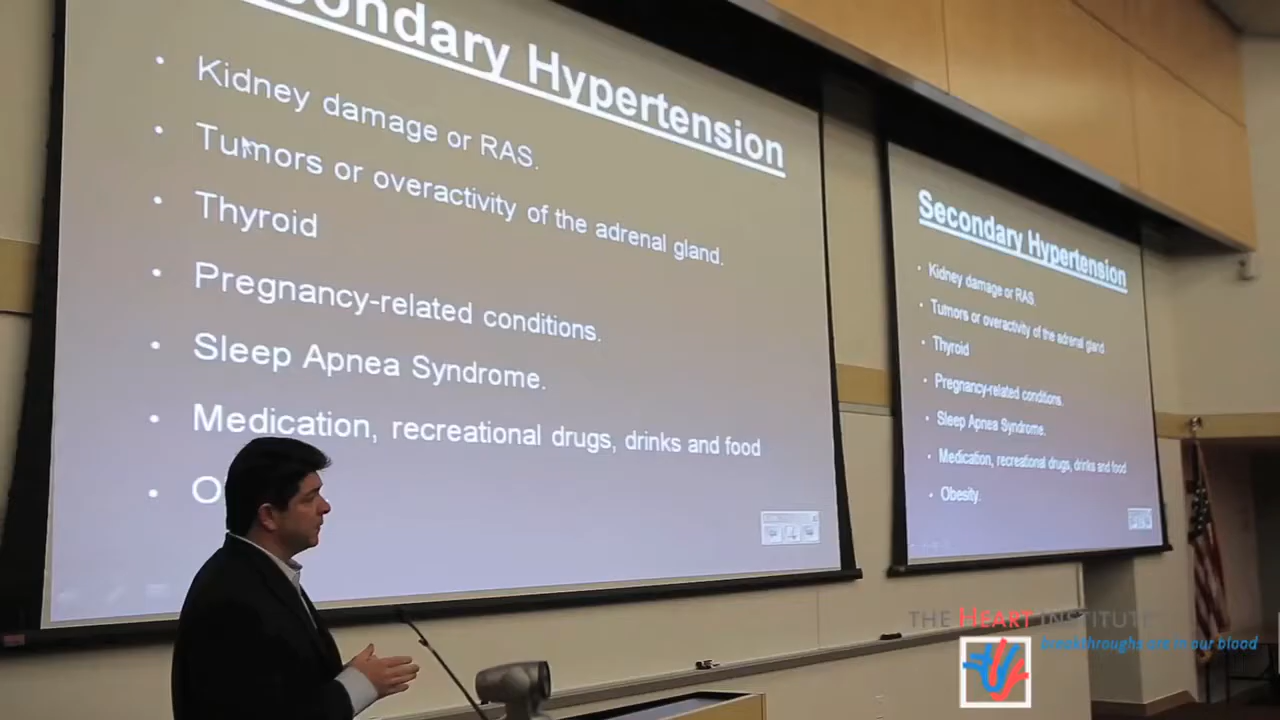 condary Hypertension
Kidney damage or RAS.
Tumors or overactivity of the adrenal gland.
Thyroid
Pregnancy-related conditions.
Sleep Apnea Syndrome.
Medication, recreational drugs, drinks and food
O
Secondary Hypertension
Kidney damage or RAS.
Tumors or overactivity of the adrenal gland
Thyroid
Pregnancy-related conditions.
Sleep Apnea Syndrome.
Medication, recreational drugs, drinks and food
Obesity.
THE HEART INSTITUTE
breakthroughs are in our blood